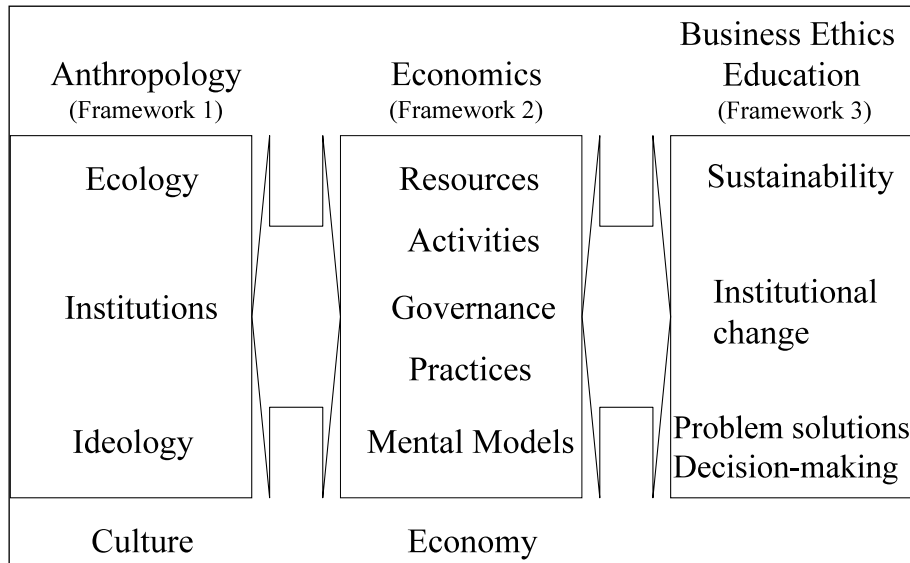 Anthropology
(Framework 1)
Economics
(Framework 2)
Business Ethics
Education
(Framework 3)
Ecology
Institutions
Ideology
Resources
Activities
Governance
Practices
Mental Models
Sustainability
Institutional
change
Problem solutions
Decision-making
Culture
Economy